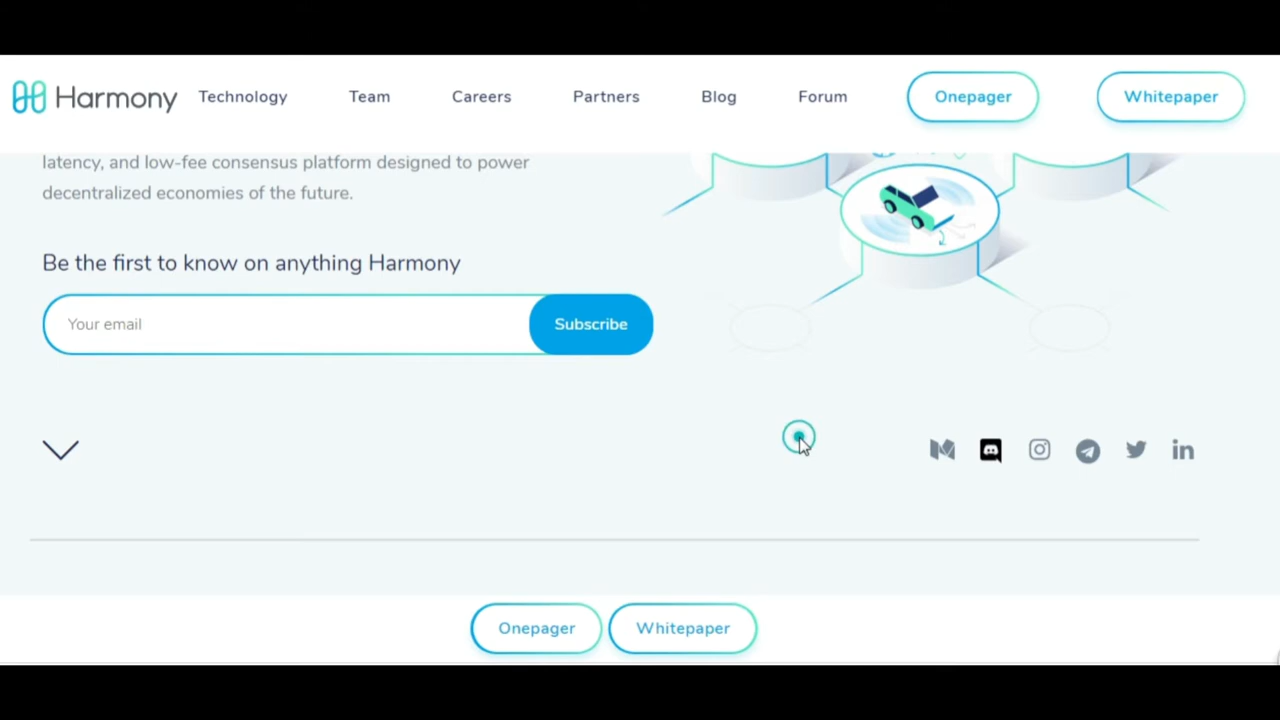 Harmony
Technology
Team
Careers
Partners
Blog
Forum
Onepager
Whitepaper
latency, and low-fee consensus platform designed to power
decentralized economies of the future.
Be the first to know on anything Harmony
Your email
Subscribe
in
Onepager
Whitepaper